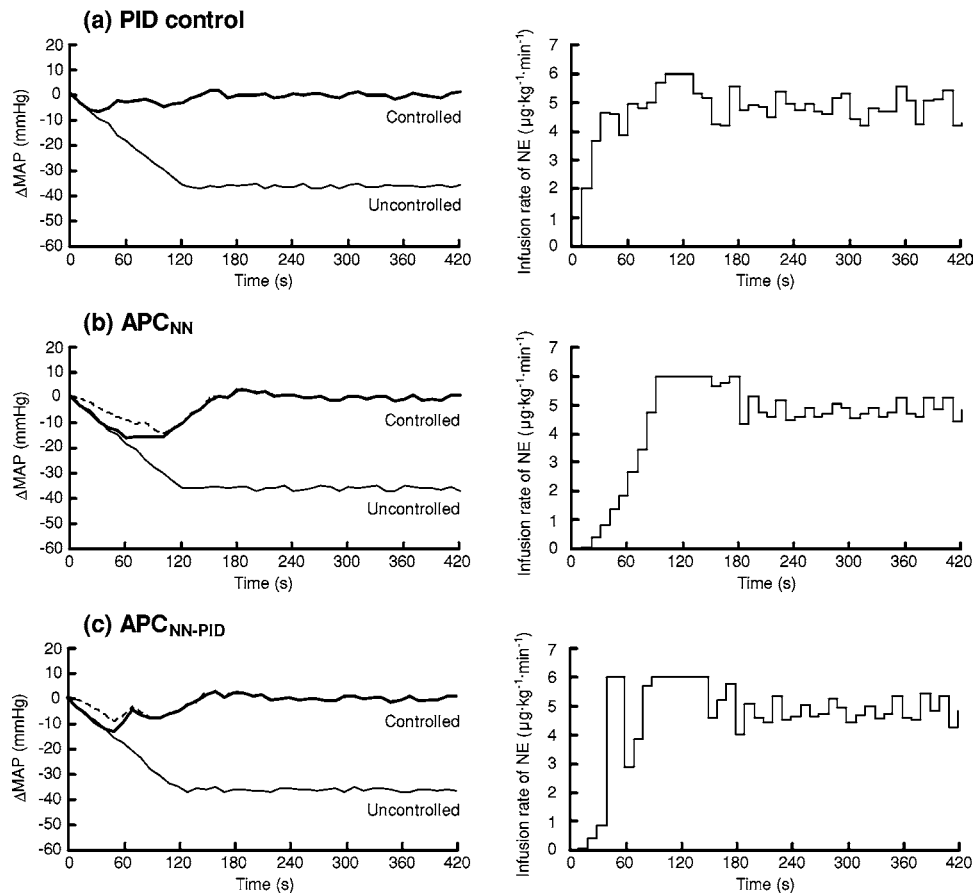 (a) PID control
20
10
0
-10
-20
-30
-40
-50
-60
ΔMAP (mmHg)
Controlled
Uncontrolled
0 60 120 180 240 300 360 420
Time (s)
7
6
5
4
3
2
1
0
Infusion rate of NE (µg·kg⁻¹·min⁻¹)
0 60 120 180 240 300 360 420
Time (s)
(b) APC_NN
20
10
0
-10
-20
-30
-40
-50
-60
ΔMAP (mmHg)
Controlled
Uncontrolled
0 60 120 180 240 300 360 420
Time (s)
7
6
5
4
3
2
1
0
Infusion rate of NE (µg·kg⁻¹·min⁻¹)
0 60 120 180 240 300 360 420
Time (s)
(c) APC_NN-PID
20
10
0
-10
-20
-30
-40
-50
-60
ΔMAP (mmHg)
Controlled
Uncontrolled
0 60 120 180 240 300 360 420
Time (s)
7
6
5
4
3
2
1
0
Infusion rate of NE (µg·kg⁻¹·min⁻¹)
0 60 120 180 240 300 360 420
Time (s)